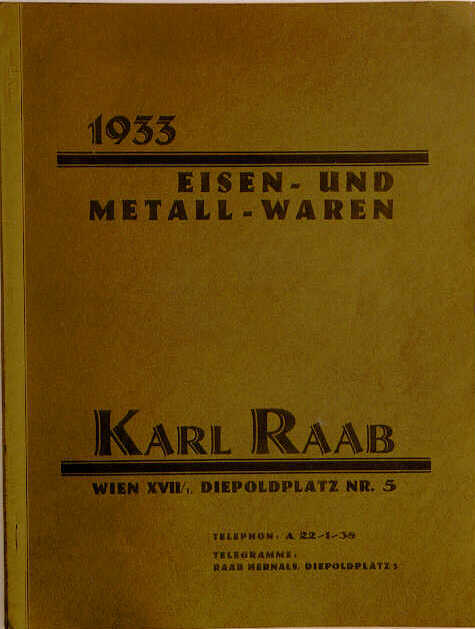 1933
EISEN- UND
METALL-WAREN
KARL RAAB
WIEN XVII/1, DIEPOLDPLATZ NR. 5
TELEPHON: A 22-1-38
TELEGRAMME:
RAAB HERNALS, DIEPOLDPLATZ 5